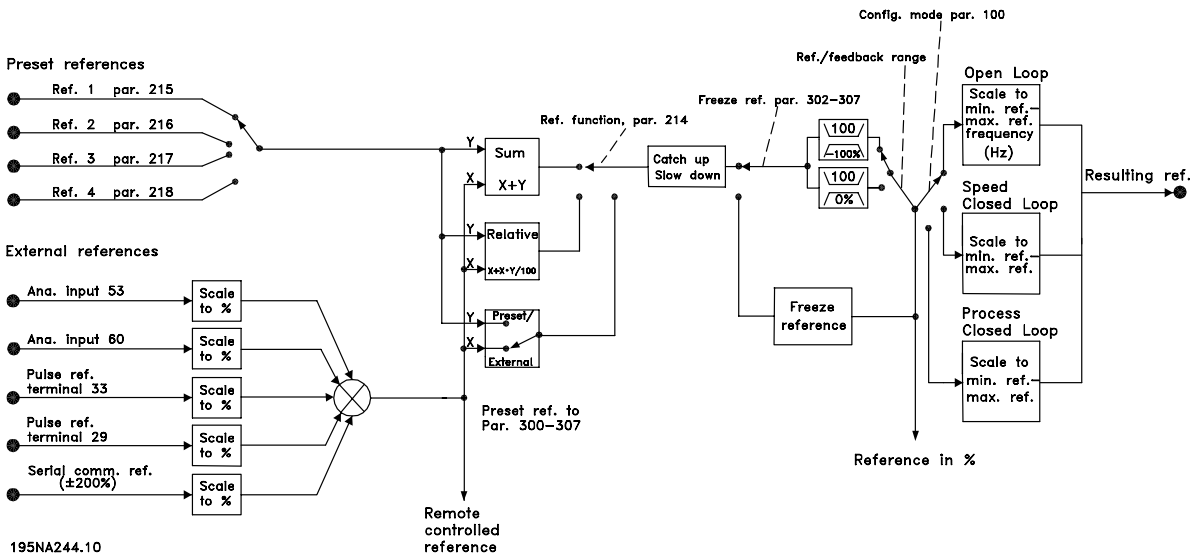 Config. mode par. 100
Ref./feedback range
Preset references
Open Loop
Ref. 1 par. 215
Ref. 2 par. 216
Ref. 3 par. 217
Ref. 4 par. 218
Freeze ref. par. 302-307
Ref. function, par. 214
Y
Sum
X
X+Y
Catch up
Slow down
100
-100%
100
0%
Scale to
min. ref.-
max. ref.
frequency
(Hz)
Resulting ref.
Speed
Closed Loop
Scale to
min. ref.-
max. ref.
Y
Relative
X
X+X·Y/100
External references
Ana. input 53
Scale
to %
Ana. input 60
Scale
to %
Pulse ref.
terminal 33
Scale
to %
Pulse ref.
terminal 29
Scale
to %
Serial comm. ref.
(±200%)
Scale
to %
Y
Preset/
X
External
Freeze
reference
Process
Closed Loop
Scale to
min. ref.-
max. ref.
Preset ref. to
Par. 300-307
Reference in %
Remote
controlled
reference
195NA244.10